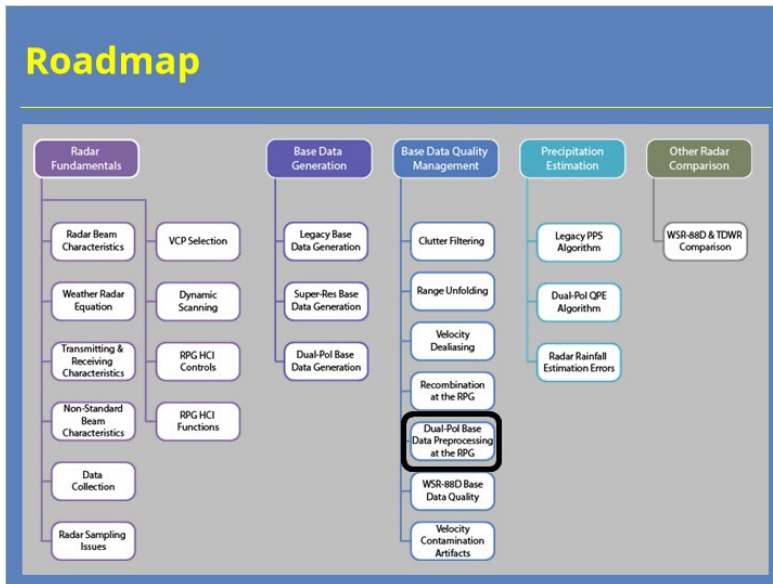 Roadmap
Radar
Fundamentals
Radar Beam
Characteristics
Weather Radar
Equation
Transmitting &
Receiving
Characteristics
Non-Standard
Beam
Characteristics
Data
Collection
Radar Sampling
Issues
VCP Selection
Dynamic
Scanning
RPG HCI
Controls
RPG HCI
Functions
Base Data
Generation
Legacy Base
Data Generation
Super-Res Base
Data Generation
Dual-Pol Base
Data Generation
Base Data Quality
Management
Clutter Filtering
Range Unfolding
Velocity
Dealiasing
Recombination
at the RPG
Dual-Pol Base
Data Preprocessing
at the RPG
WSR-88D Base
Data Quality
Velocity
Contamination
Artifacts
Precipitation
Estimation
Legacy PPS
Algorithm
Dual-Pol QPE
Algorithm
Radar Rainfall
Estimation Errors
Other Radar
Comparison
WSR-88D & TDWR
Comparison